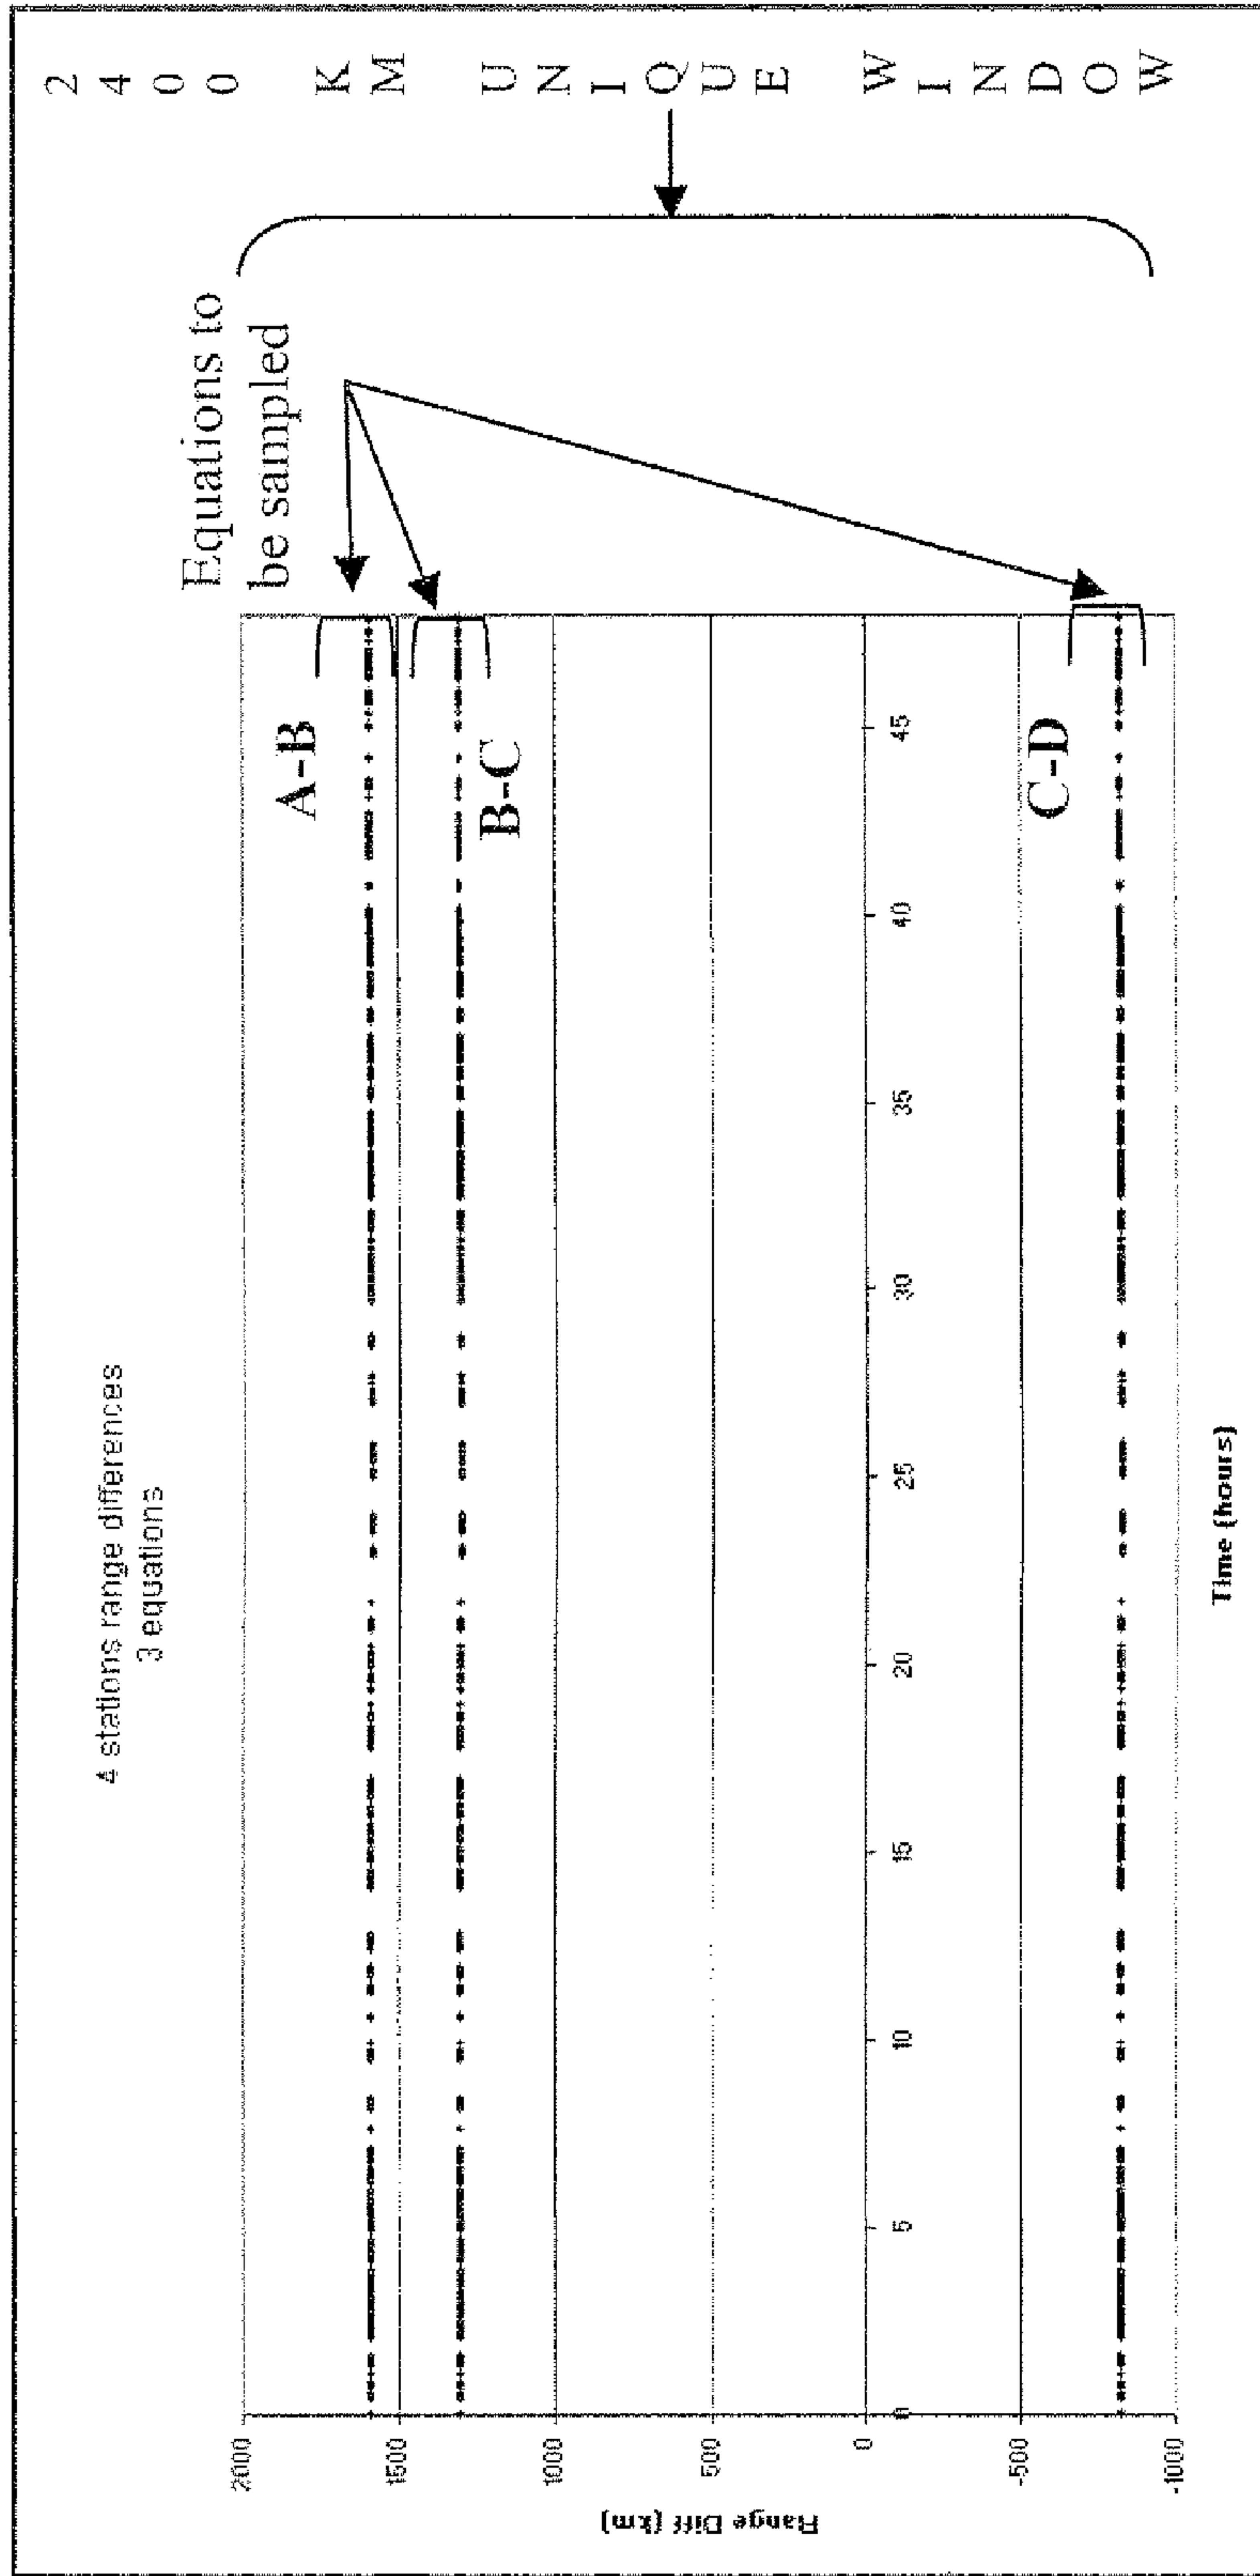 4 stations range differences
3 equations
Equations to
be sampled
2400 KM UNIQUE WINDOW
A-B
B-C
C-D
2000
1500
1000
500
0
-500
-1000
Range Diff (km)
0
5
10
15
20
25
30
35
40
45
Time (hours)